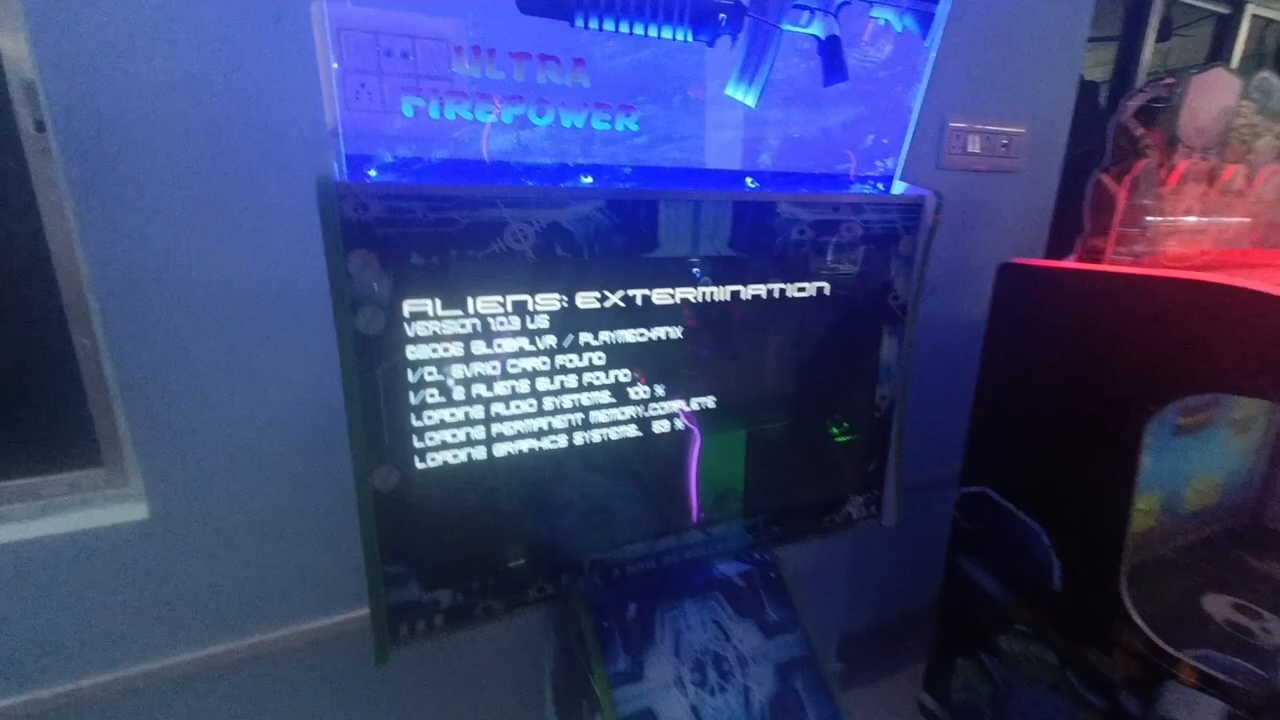 ULTRA
FIREPOWER
ALIENS: EXTERMINATION
VERSION 1.03 US
©2006 GLOBALVR / PLAYMECHANIX
I/O. GVRIO CARD FOUND
I/O. 2 ALIENS GUNS FOUND
LOADING AUDIO SYSTEMS. 100 %
LOADING PERMANENT MEMORY.COMPLETE
LOADING GRAPHICS SYSTEMS. %